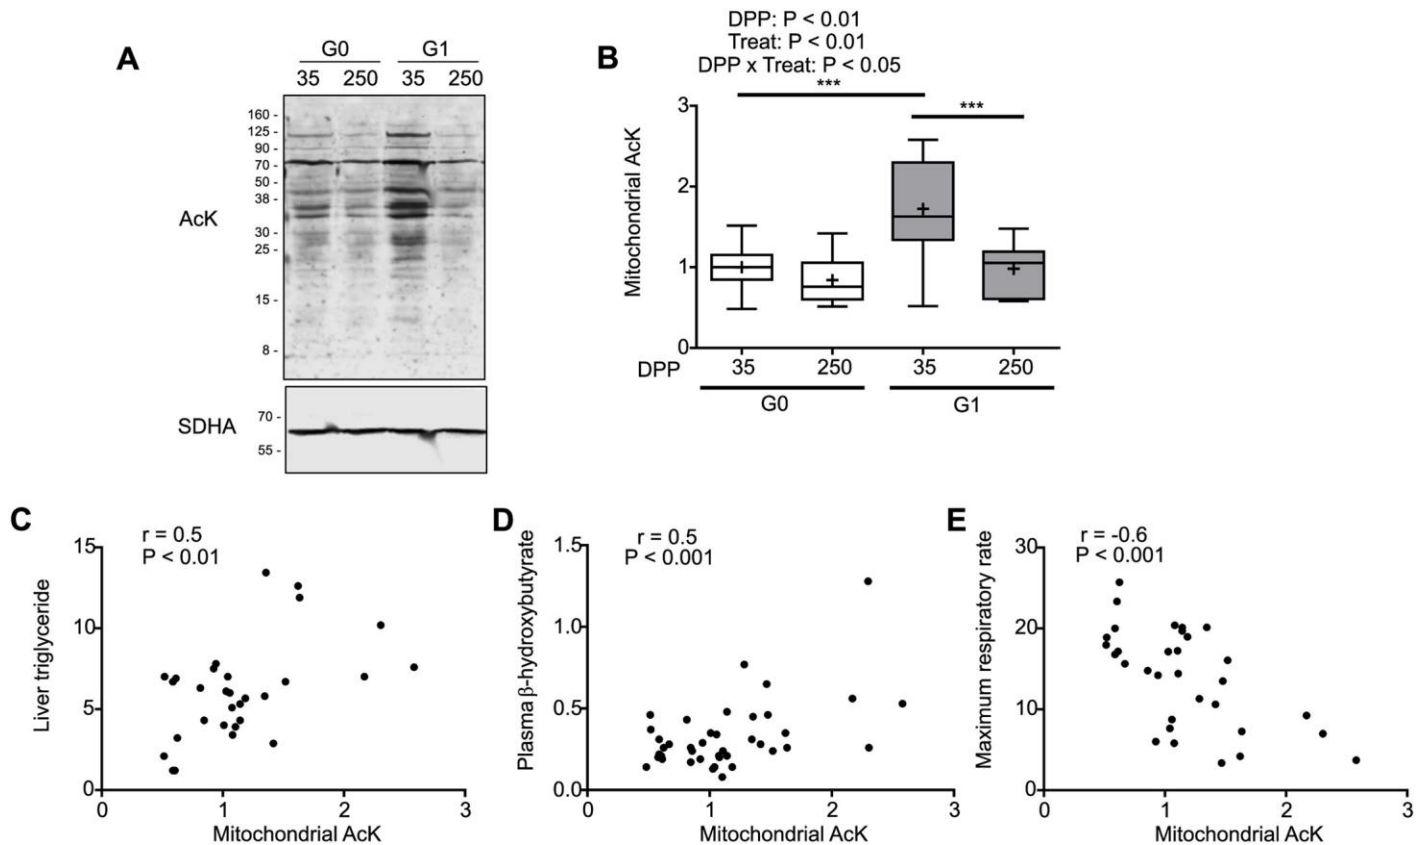 A
G0 G1
35 250 35 250
160 -
125 -
90 -
70 -
50 -
38 -
30 -
25 -
15 -
8 -
AcK
70 -
55 -
SDHA
B
DPP: P < 0.01
Treat: P < 0.01
DPP x Treat: P < 0.05
***
***
Mitochondrial AcK
3
2
1
0
DPP 35 250 35 250
G0 G1
C
r = 0.5
P < 0.01
Liver triglyceride
15
10
5
0
0 1 2 3
Mitochondrial AcK
D
r = 0.5
P < 0.001
Plasma β-hydroxybutyrate
1.5
1.0
0.5
0.0
0 1 2 3
Mitochondrial AcK
E
r = -0.6
P < 0.001
Maximum respiratory rate
30
20
10
0
0 1 2 3
Mitochondrial AcK